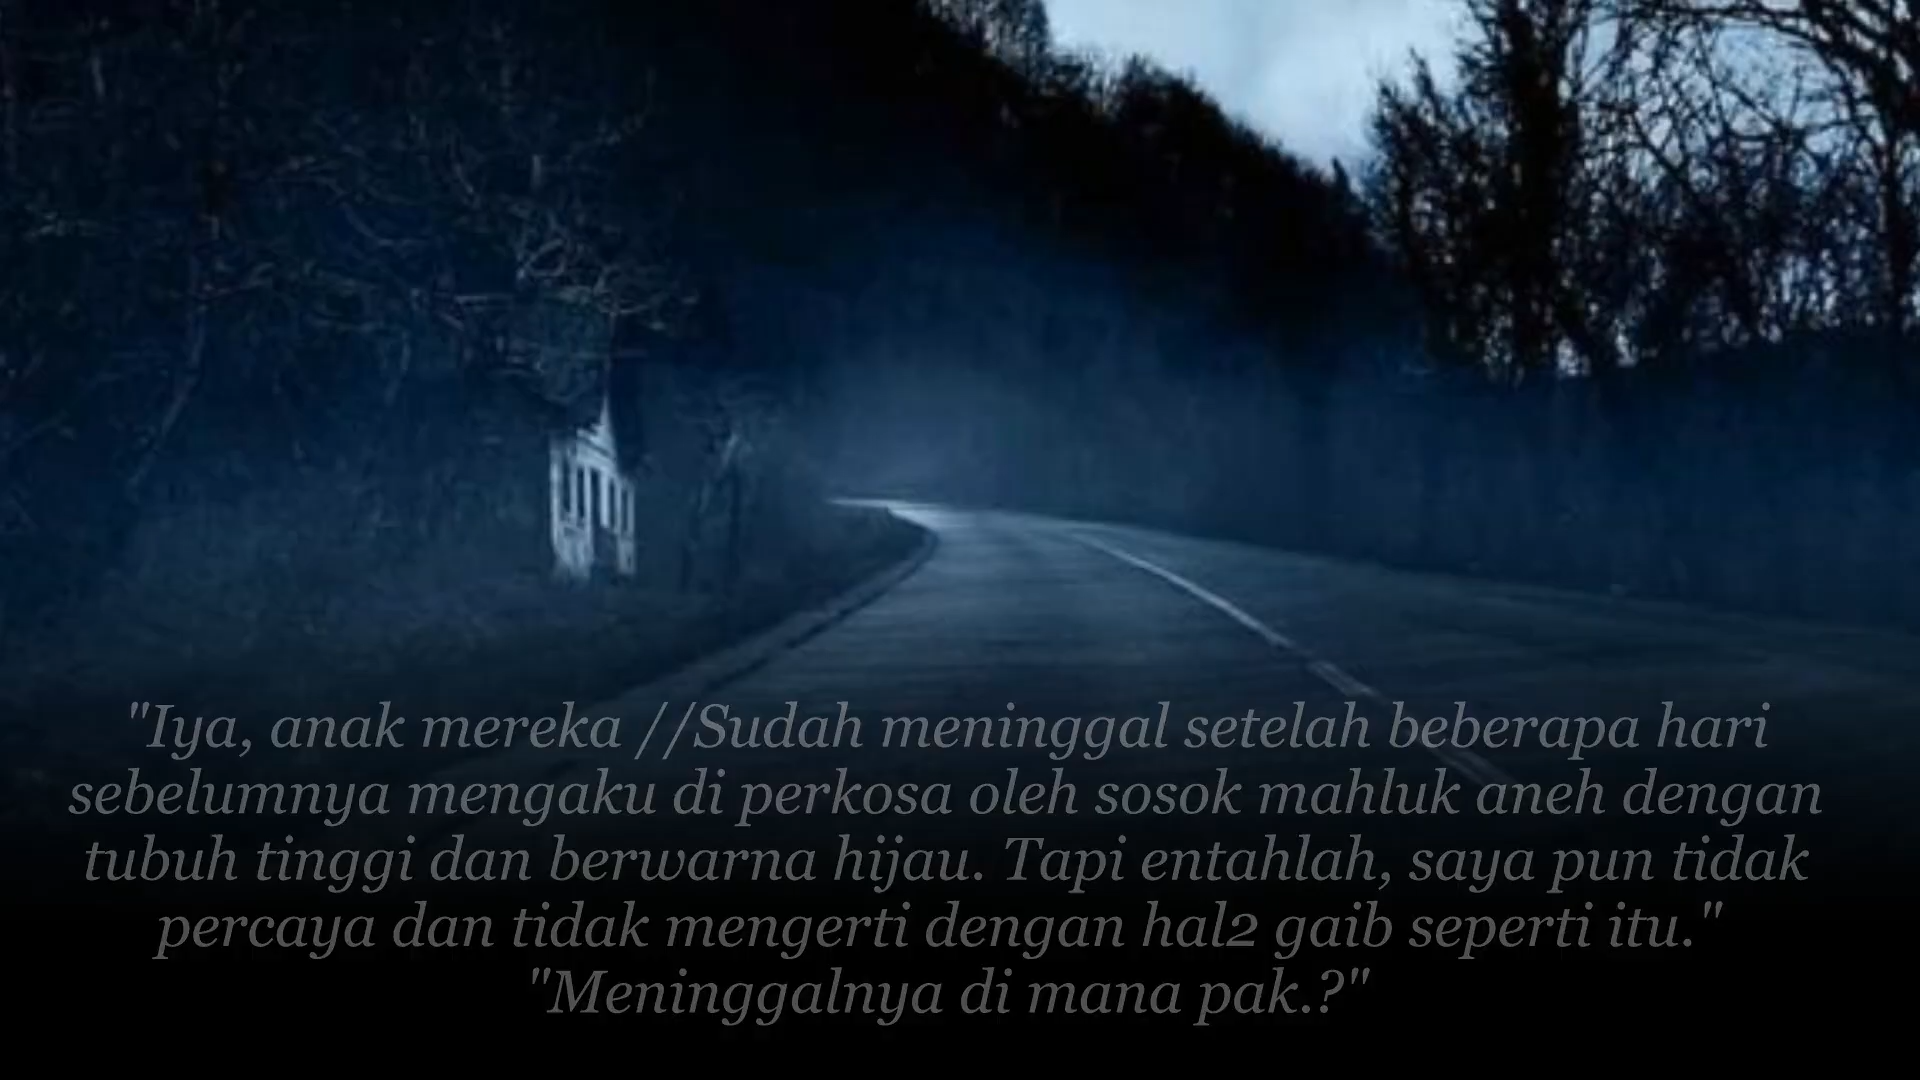 "Iya, anak mereka //Sudah meninggal setelah beberapa hari
sebelumnya mengaku di perkosa oleh sosok mahluk aneh dengan
tubuh tinggi dan berwarna hijau. Tapi entahlah, saya pun tidak
percaya dan tidak mengerti dengan hal2 gaib seperti itu."
"Meninggalnya di mana pak.?"